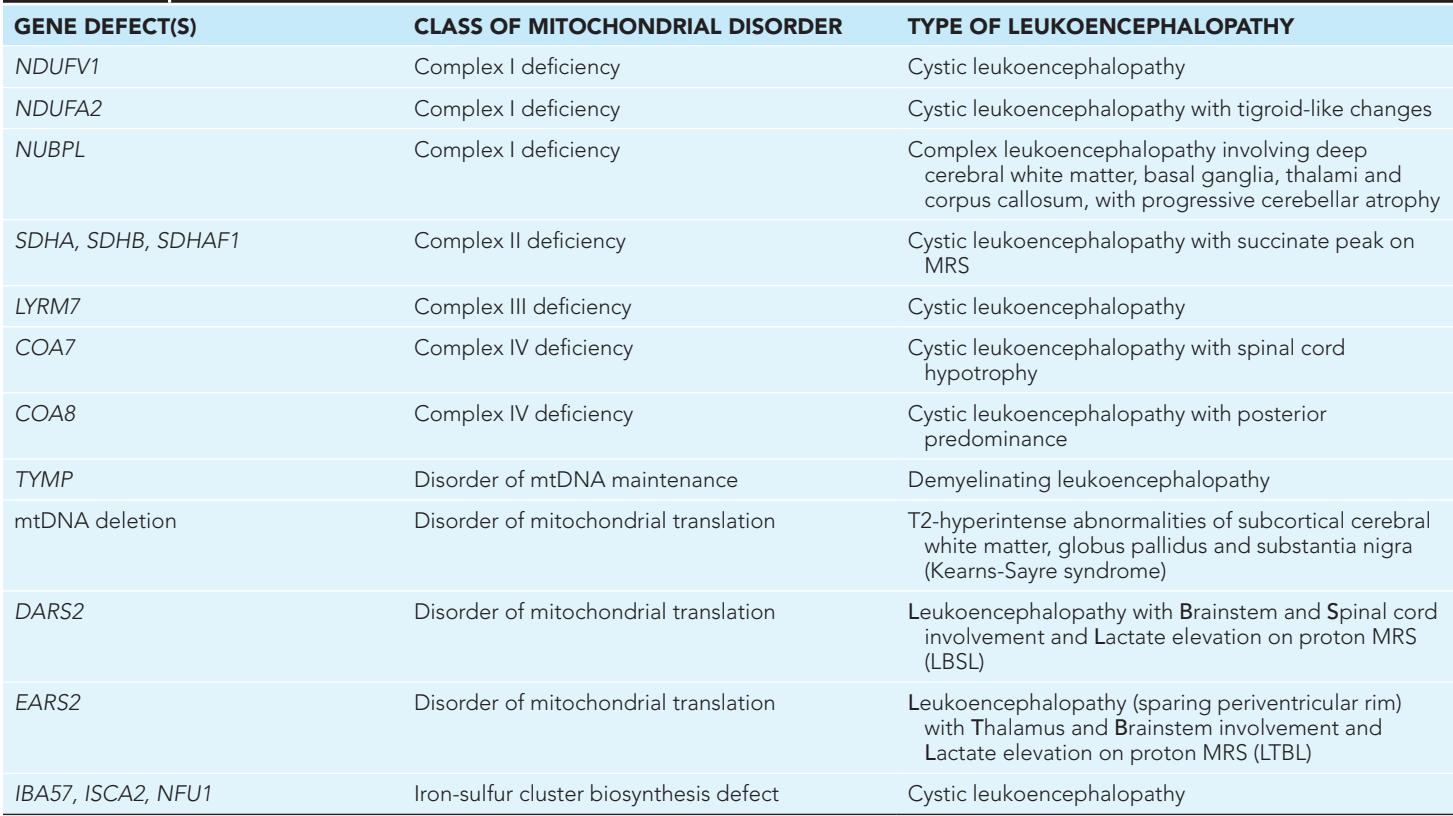 GENE DEFECT(S) CLASS OF MITOCHONDRIAL DISORDER TYPE OF LEUKOENCEPHALOPATHY
NDUFV1 Complex I deficiency Cystic leukoencephalopathy
NDUFA2 Complex I deficiency Cystic leukoencephalopathy with tigroid-like changes
NUBPL Complex I deficiency Complex leukoencephalopathy involving deep
cerebral white matter, basal ganglia, thalami and
corpus callosum, with progressive cerebellar atrophy
SDHA, SDHB, SDHAF1 Complex II deficiency Cystic leukoencephalopathy with succinate peak on
MRS
LYRM7 Complex III deficiency Cystic leukoencephalopathy
COA7 Complex IV deficiency Cystic leukoencephalopathy with spinal cord
hypotrophy
COA8 Complex IV deficiency Cystic leukoencephalopathy with posterior
predominance
TYMP Disorder of mtDNA maintenance Demyelinating leukoencephalopathy
mtDNA deletion Disorder of mitochondrial translation T2-hyperintense abnormalities of subcortical cerebral
white matter, globus pallidus and substantia nigra
(Kearns-Sayre syndrome)
DARS2 Disorder of mitochondrial translation Leukoencephalopathy with Brainstem and Spinal cord
involvement and Lactate elevation on proton MRS
(LBSL)
EARS2 Disorder of mitochondrial translation Leukoencephalopathy (sparing periventricular rim)
with Thalamus and Brainstem involvement and
Lactate elevation on proton MRS (LTBL)
IBA57, ISCA2, NFU1 Iron-sulfur cluster biosynthesis defect Cystic leukoencephalopathy